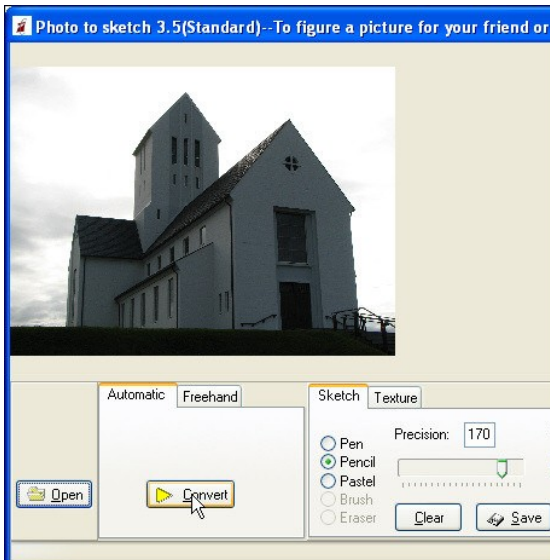 Photo to sketch 3.5(Standard)--To figure a picture for your friend or
Automatic Freehand
Sketch Texture
Pen
Precision: 170
Pencil
Pastel
Brush
Eraser
Open
Convert
Clear
Save